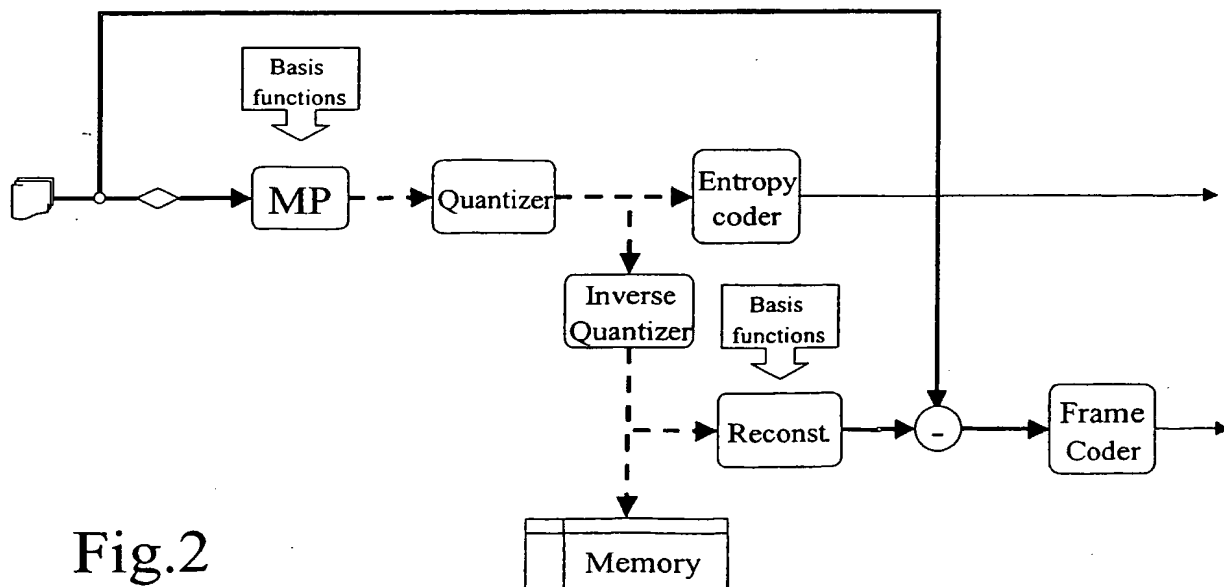 Basis
functions
MP
Quantizer
Entropy
coder
Inverse
Quantizer
Basis
functions
Reconst.
-
Frame
Coder
Memory
Fig.2